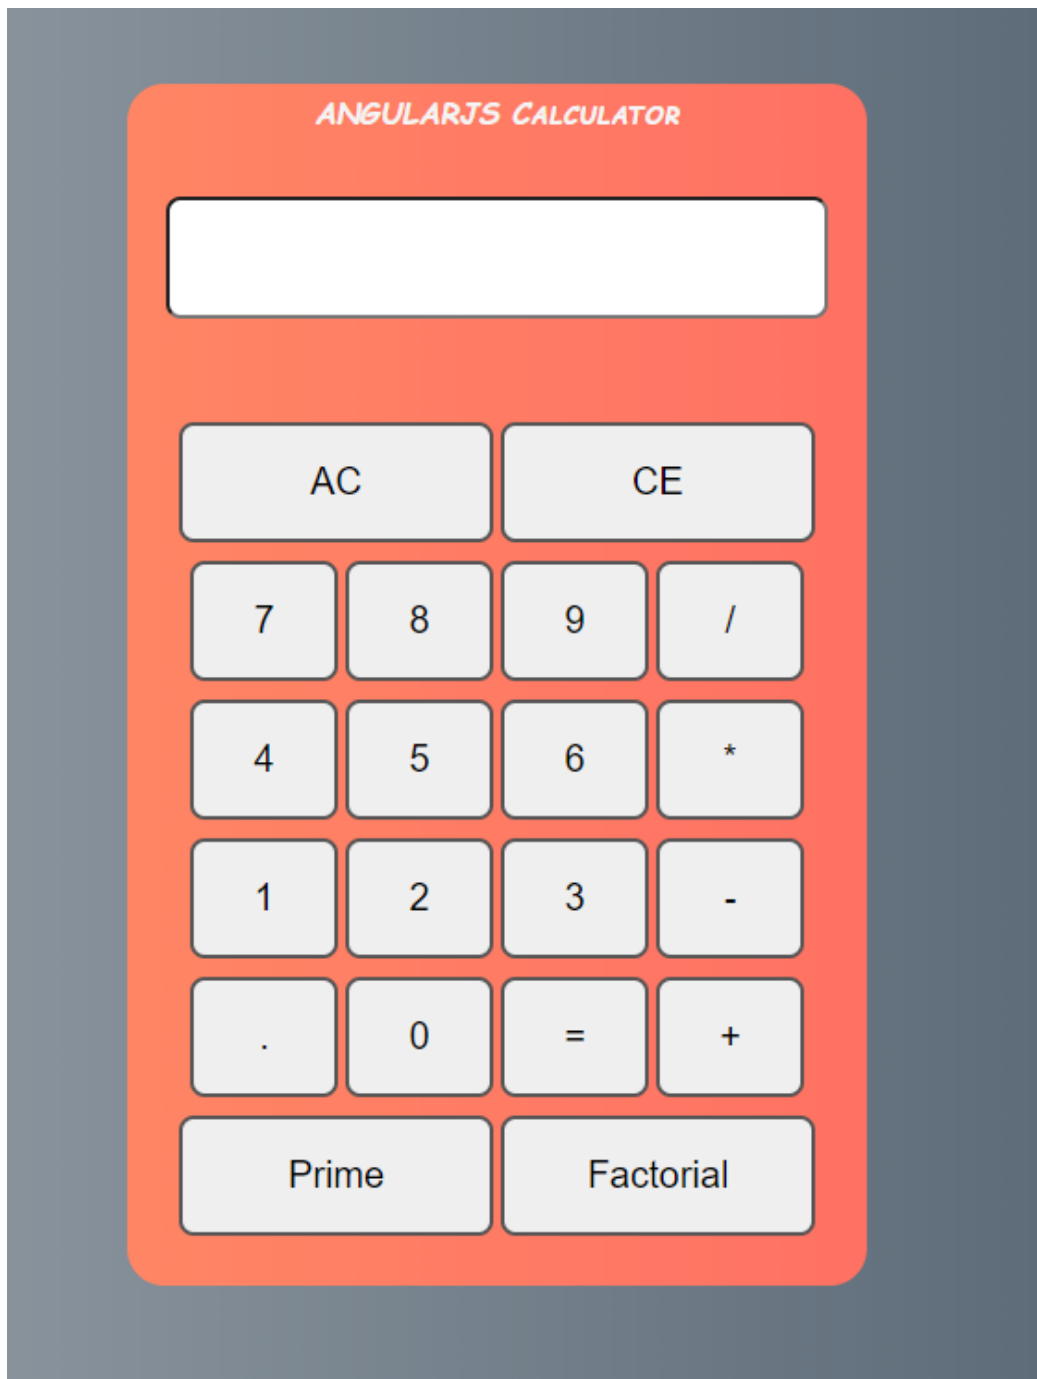 ANGULARJS CALCULATOR
AC CE
7 8 9 /
4 5 6 *
1 2 3 -
. 0 = +
Prime Factorial